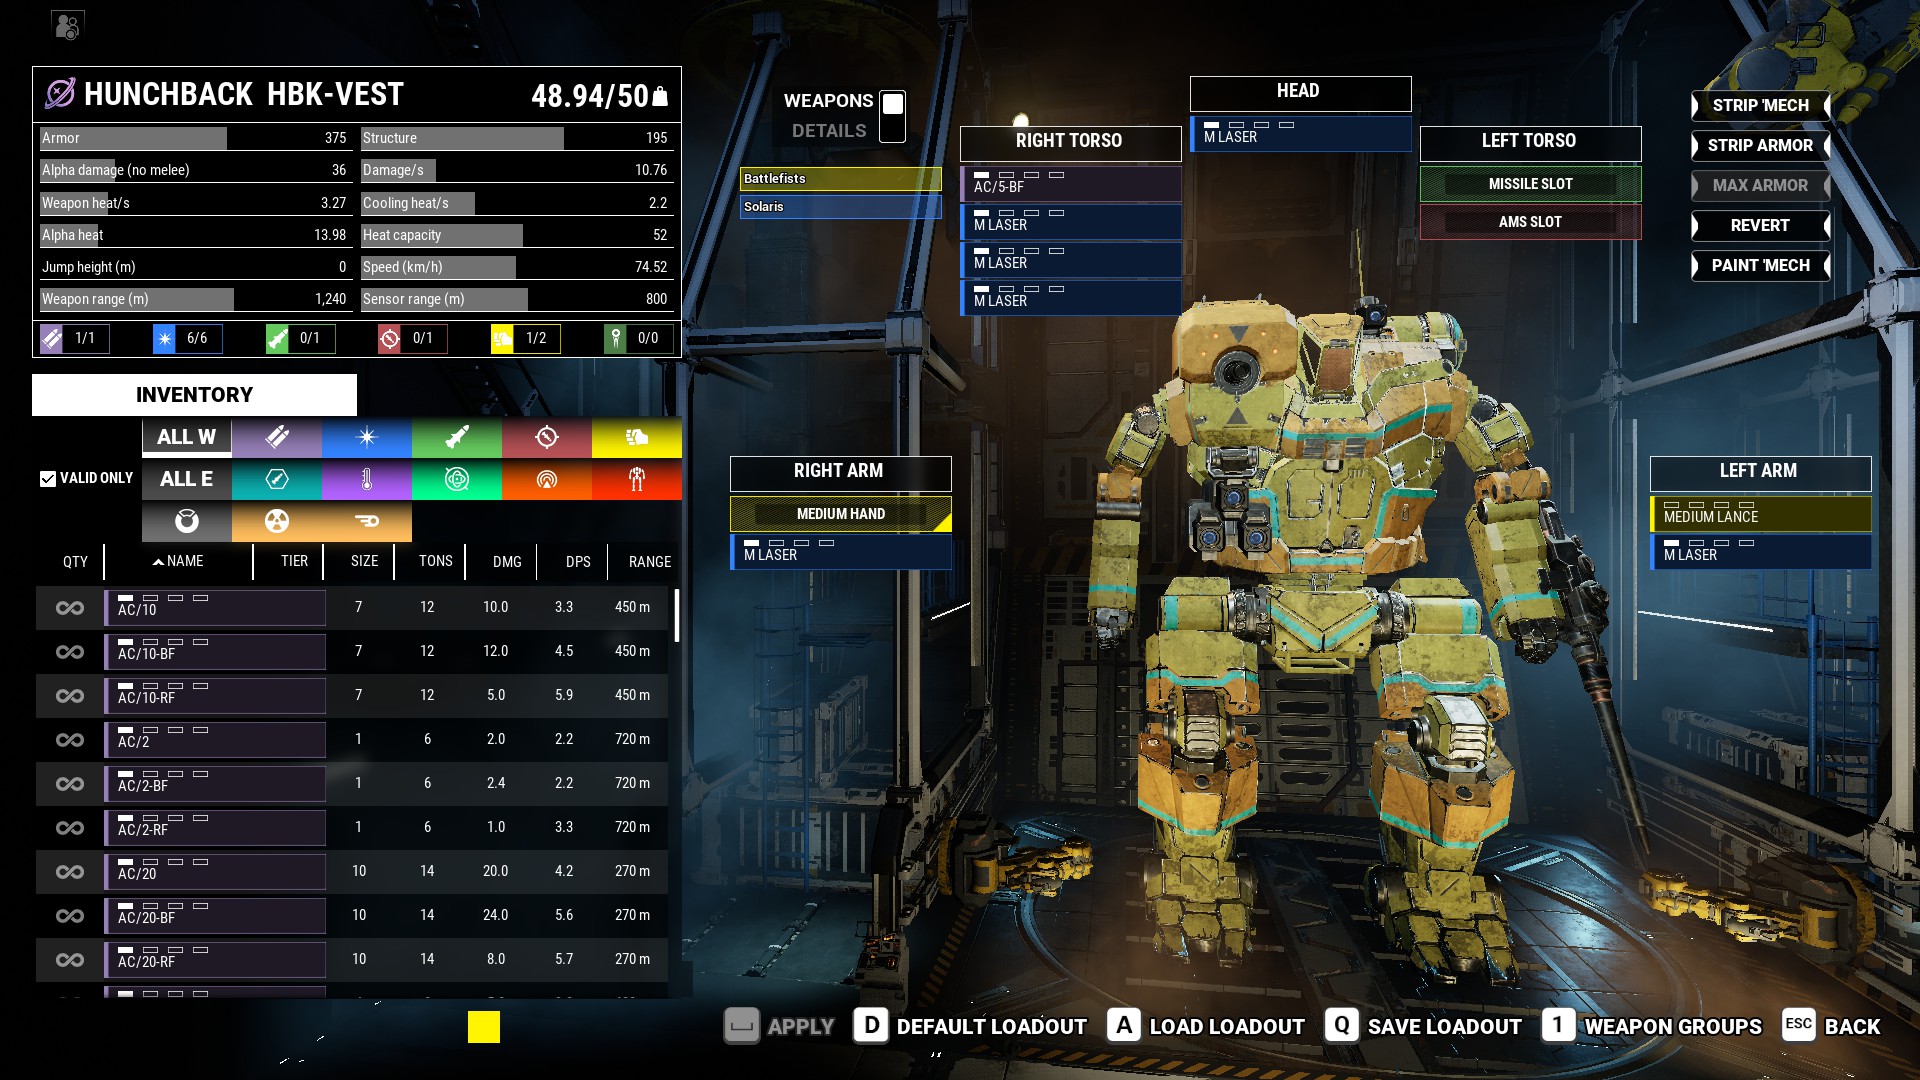 HUNCHBACK HBK-VEST 48.94/50
Armor 375 Structure 195
Alpha damage (no melee) 36 Damage/s 10.76
Weapon heat/s 3.27 Cooling heat/s 2.2
Alpha heat 13.98 Heat capacity 52
Jump height (m) 0 Speed (km/h) 74.52
Weapon range (m) 1,240 Sensor range (m) 800
1/1 6/6 0/1 0/1 1/2 0/0
INVENTORY
ALL W
VALID ONLY ALL E
QTY NAME TIER SIZE TONS DMG DPS RANGE
AC/10 7 12 10.0 3.3 450 m
AC/10-BF 7 12 12.0 4.5 450 m
AC/10-RF 7 12 5.0 5.9 450 m
AC/2 1 6 2.0 2.2 720 m
AC/2-BF 1 6 2.4 2.2 720 m
AC/2-RF 1 6 1.0 3.3 720 m
AC/20 10 14 20.0 4.2 270 m
AC/20-BF 10 14 24.0 5.6 270 m
AC/20-RF 10 14 8.0 5.7 270 m
WEAPONS
DETAILS
Battlefists
Solaris
RIGHT TORSO
AC/5-BF
M LASER
M LASER
M LASER
HEAD
M LASER
LEFT TORSO
MISSILE SLOT
AMS SLOT
STRIP 'MECH
STRIP ARMOR
MAX ARMOR
REVERT
PAINT 'MECH
RIGHT ARM
MEDIUM HAND
M LASER
LEFT ARM
MEDIUM LANCE
M LASER
APPLY D DEFAULT LOADOUT A LOAD LOADOUT Q SAVE LOADOUT 1 WEAPON GROUPS ESC BACK